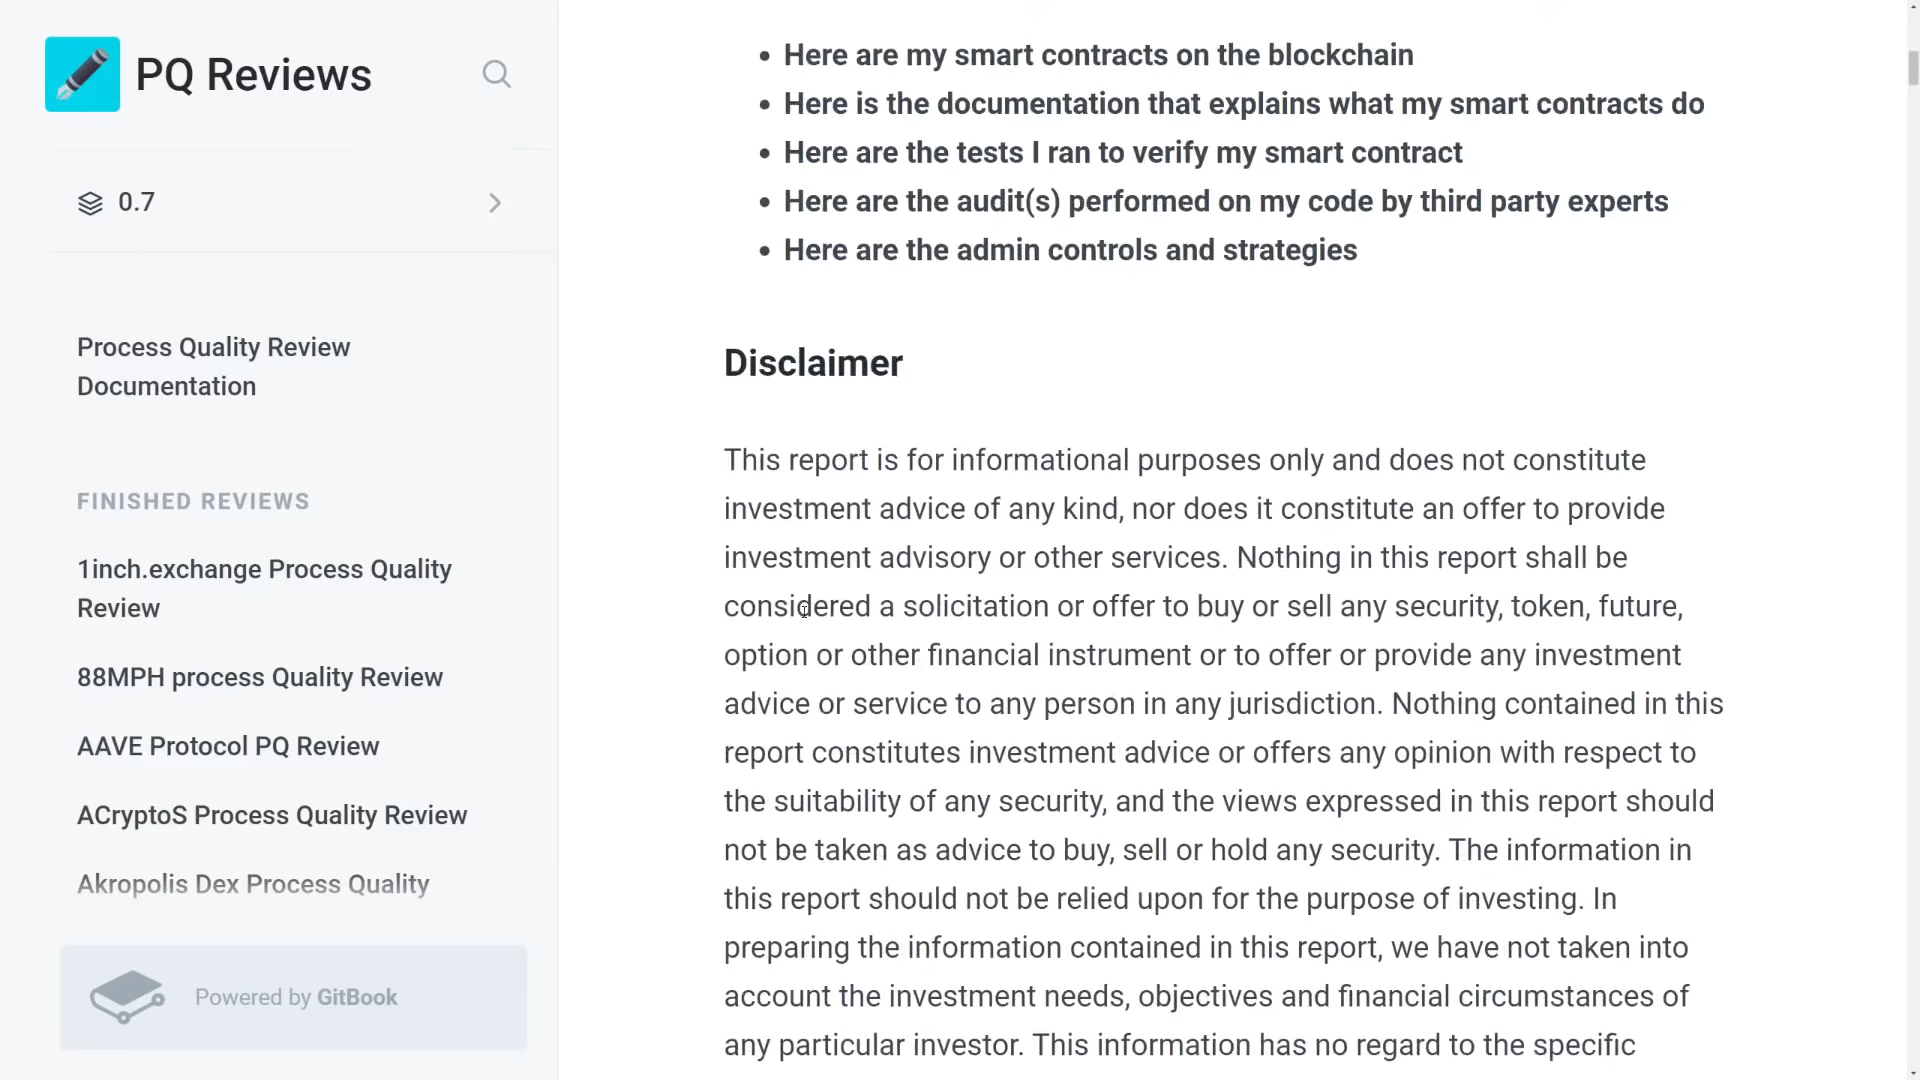 PQ Reviews
0.7
Process Quality Review
Documentation
FINISHED REVIEWS
1inch.exchange Process Quality
Review
88MPH process Quality Review
AAVE Protocol PQ Review
ACryptoS Process Quality Review
Akropolis Dex Process Quality
Powered by GitBook
• Here are my smart contracts on the blockchain
• Here is the documentation that explains what my smart contracts do
• Here are the tests I ran to verify my smart contract
• Here are the audit(s) performed on my code by third party experts
• Here are the admin controls and strategies
Disclaimer
This report is for informational purposes only and does not constitute
investment advice of any kind, nor does it constitute an offer to provide
investment advisory or other services. Nothing in this report shall be
considered a solicitation or offer to buy or sell any security, token, future,
option or other financial instrument or to offer or provide any investment
advice or service to any person in any jurisdiction. Nothing contained in this
report constitutes investment advice or offers any opinion with respect to
the suitability of any security, and the views expressed in this report should
not be taken as advice to buy, sell or hold any security. The information in
this report should not be relied upon for the purpose of investing. In
preparing the information contained in this report, we have not taken into
account the investment needs, objectives and financial circumstances of
any particular investor. This information has no regard to the specific